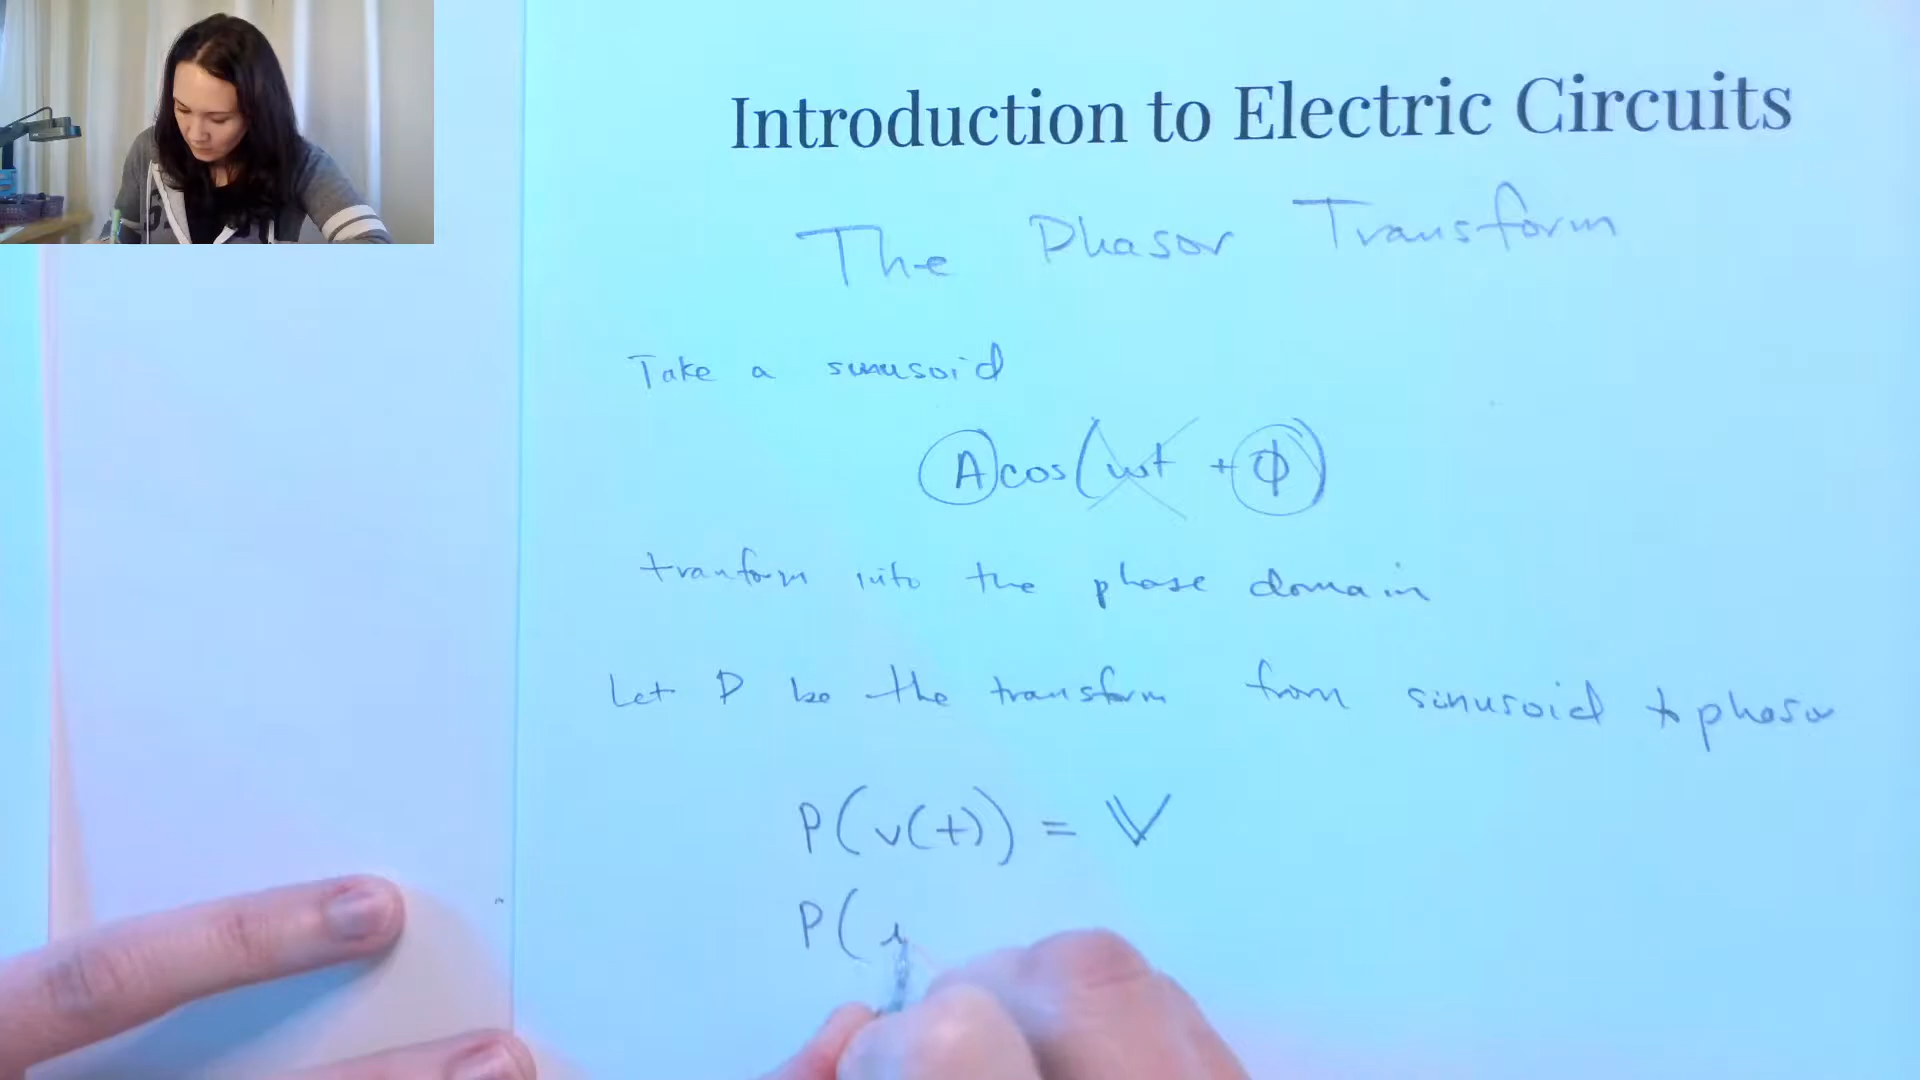 Introduction to Electric Circuits
The Phasor Transform
Take a sinusoid
Acos(ωt + ϕ)
tranform into the phase domain
Let P be the transform from sinusoid to phasor
P(v(t)) = 𝕍
P(i